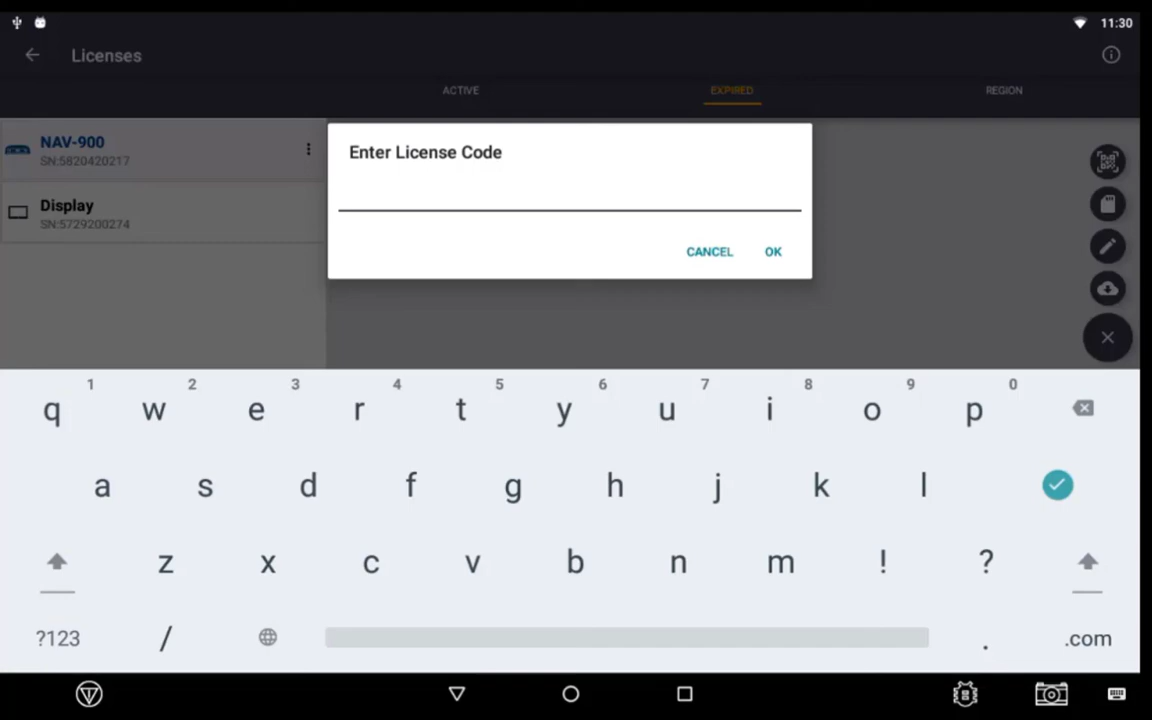 11:30
Licenses
ACTIVE EXPIRED REGION
NAV-900
SN:5820420217
Display
SN:5729200274
Enter License Code
CANCEL OK
1 2 3 4 5 6 7 8 9 0
q w e r t y u i o p
a s d f g h j k l
z x c v b n m ! ?
?123 / . .com